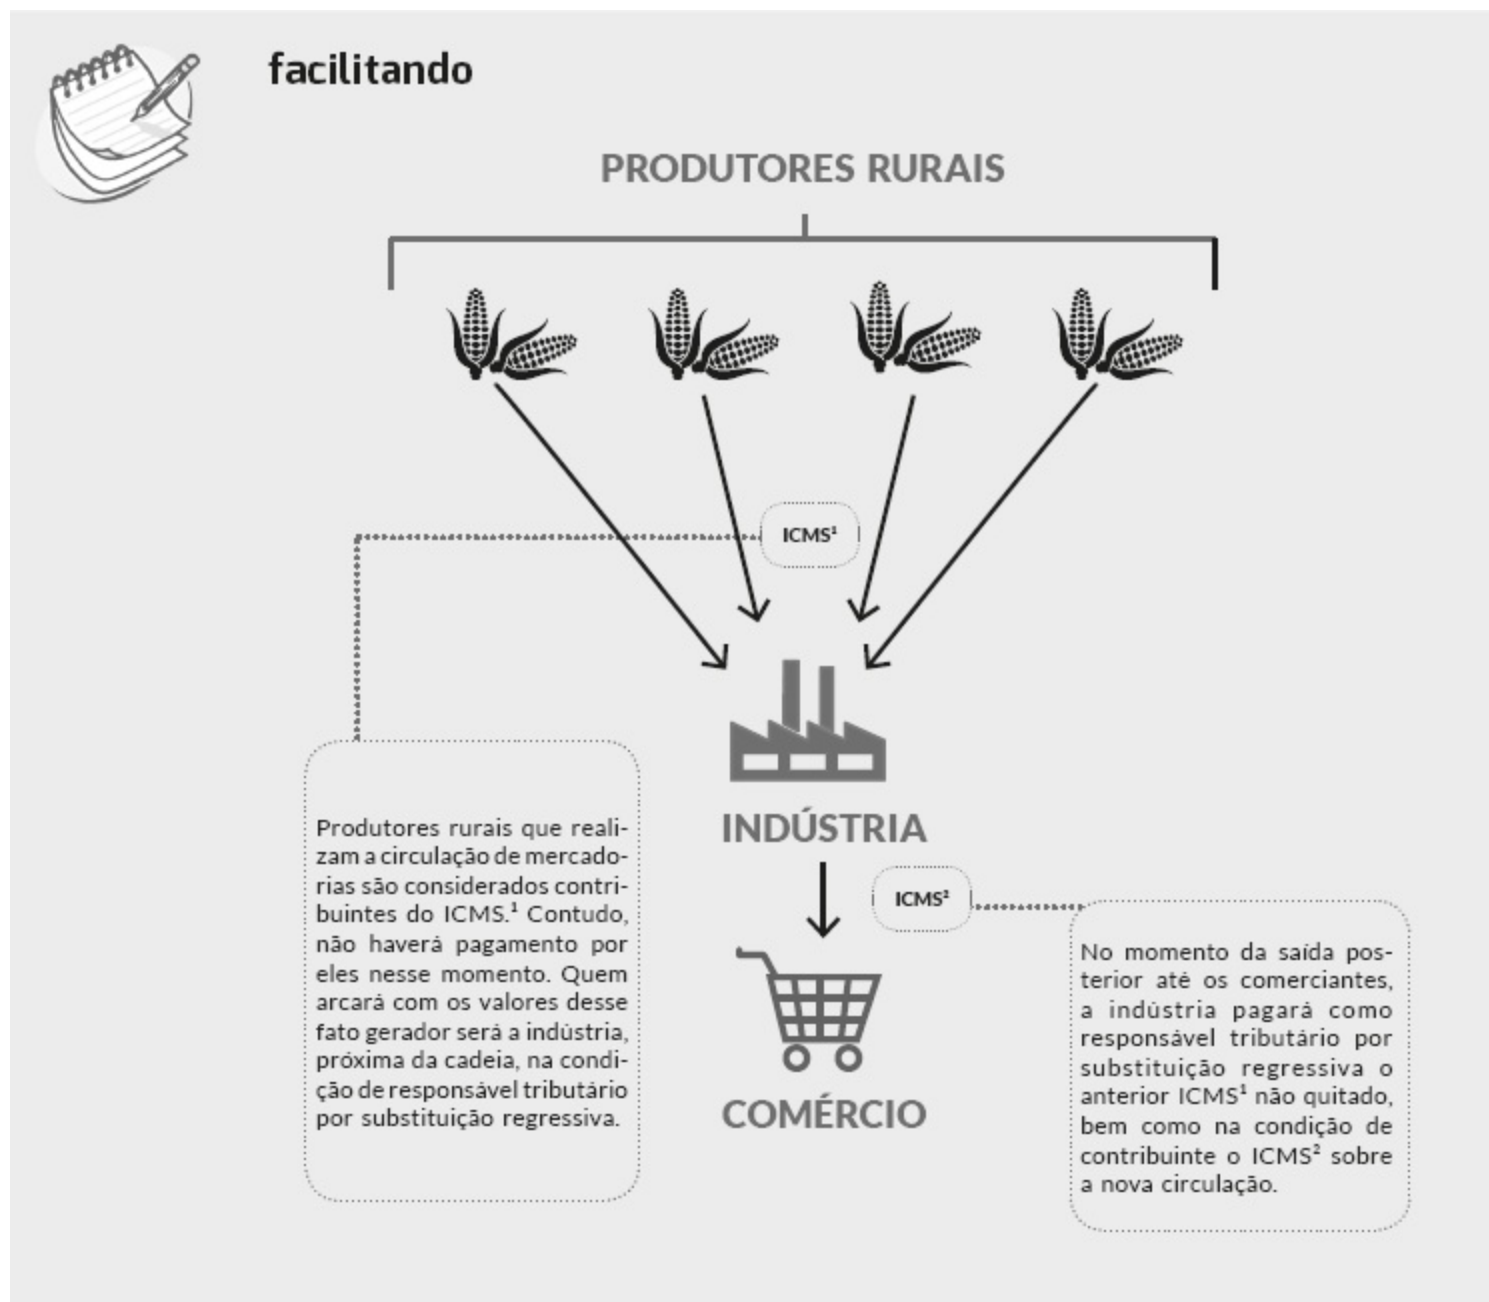 facilitando
PRODUTORES RURAIS
ICMS¹
Produtores rurais que reali-
zam a circulação de mercado-
rias são considerados contri-
buintes do ICMS.¹ Contudo,
não haverá pagamento por
eles nesse momento. Quem
arcará com os valores desse
fato gerador será a indústria,
próxima da cadeia, na condi-
ção de responsável tributário
por substituição regressiva.
INDÚSTRIA
ICMS²
No momento da saída pos-
terior até os comerciantes,
a indústria pagará como
responsável tributário por
substituição regressiva o
anterior ICMS¹ não quitado,
bem como na condição de
contribuinte o ICMS² sobre
a nova circulação.
COMÉRCIO